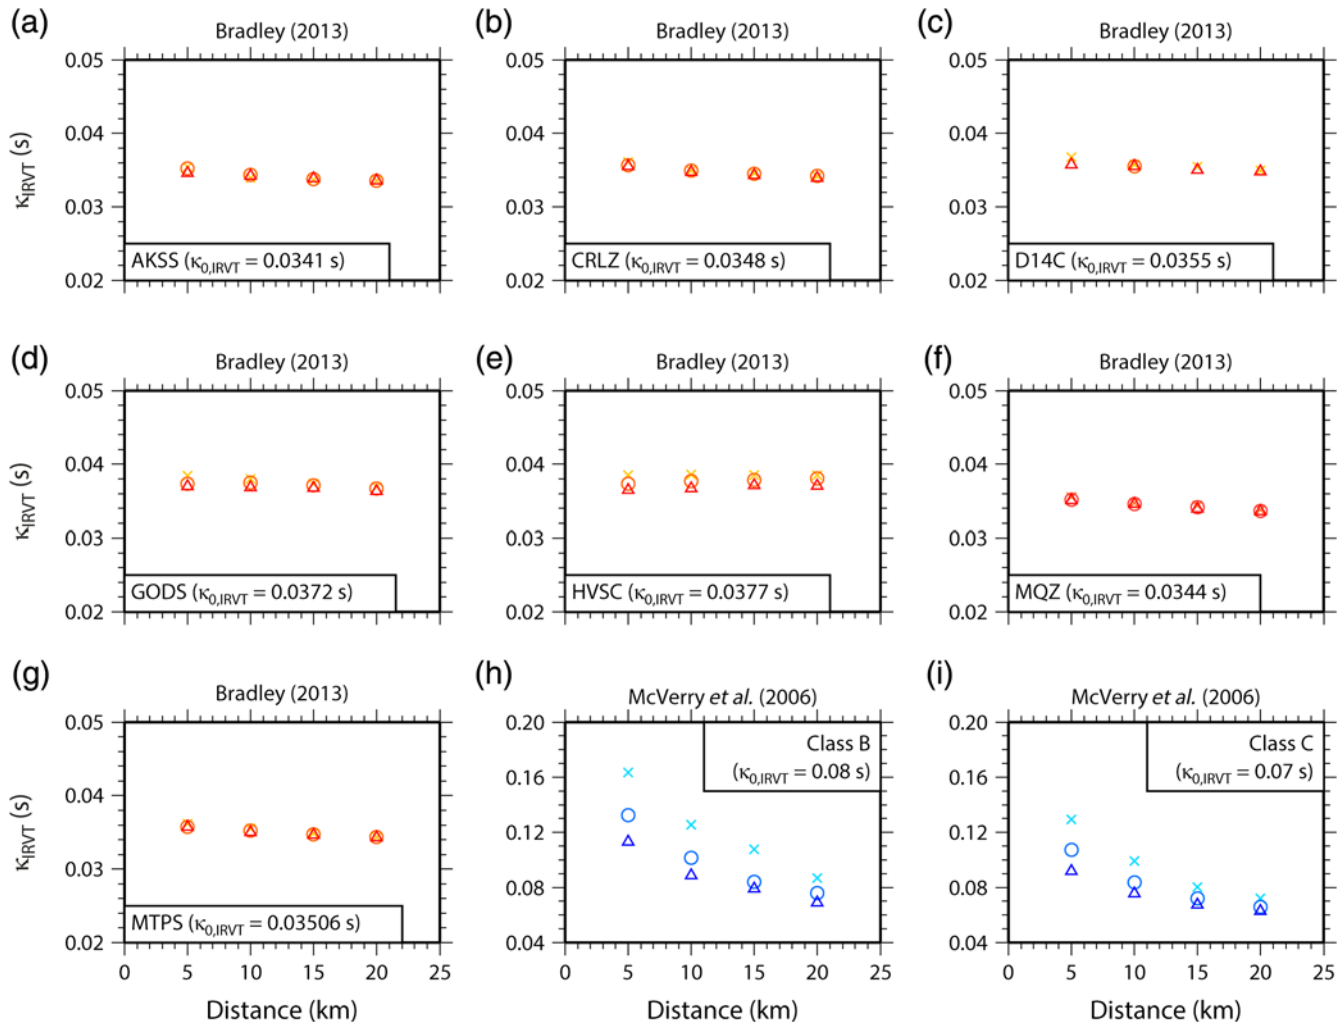 (a) Bradley (2013) (b) Bradley (2013) (c) Bradley (2013)
0.05 0.05 0.05
0.04 0.04 0.04
κIRVT (s)
0.03 0.03 0.03
AKSS (κ0,IRVT = 0.0341 s) CRLZ (κ0,IRVT = 0.0348 s) D14C (κ0,IRVT = 0.0355 s)
0.02 0.02 0.02
(d) Bradley (2013) (e) Bradley (2013) (f) Bradley (2013)
0.05 0.05 0.05
0.04 0.04 0.04
κIRVT (s)
0.03 0.03 0.03
GODS (κ0,IRVT = 0.0372 s) HVSC (κ0,IRVT = 0.0377 s) MQZ (κ0,IRVT = 0.0344 s)
0.02 0.02 0.02
(g) Bradley (2013) (h) McVerry et al. (2006) (i) McVerry et al. (2006)
0.05 0.20 0.20
Class B Class C
(κ0,IRVT = 0.08 s) (κ0,IRVT = 0.07 s)
0.16 0.16
0.04
κIRVT (s)
0.12 0.12
0.03
0.08 0.08
MTPS (κ0,IRVT = 0.03506 s)
0.02 0.04 0.04
0 5 10 15 20 25 0 5 10 15 20 25 0 5 10 15 20 25
Distance (km) Distance (km) Distance (km)